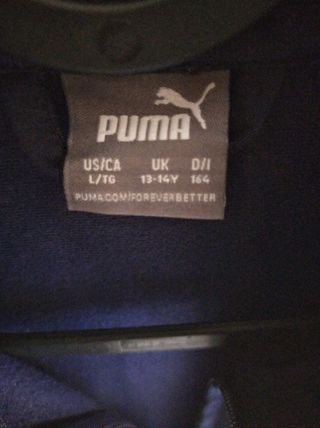 PUMA
US/CA UK D/I
L/TG 13-14Y 164
PUMA.COM/FOREVERBETTER